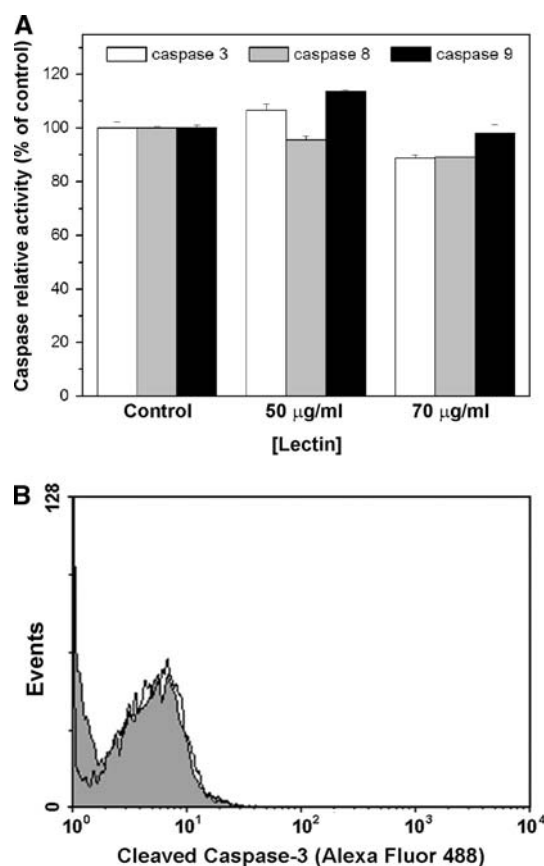 A
caspase 3 caspase 8 caspase 9
Caspase relative activity (% of control)
120
100
80
60
40
20
0
Control 50 µg/ml 70 µg/ml
[Lectin]
B
128
Events
0
10⁰ 10¹ 10² 10³ 10⁴
Cleaved Caspase-3 (Alexa Fluor 488)